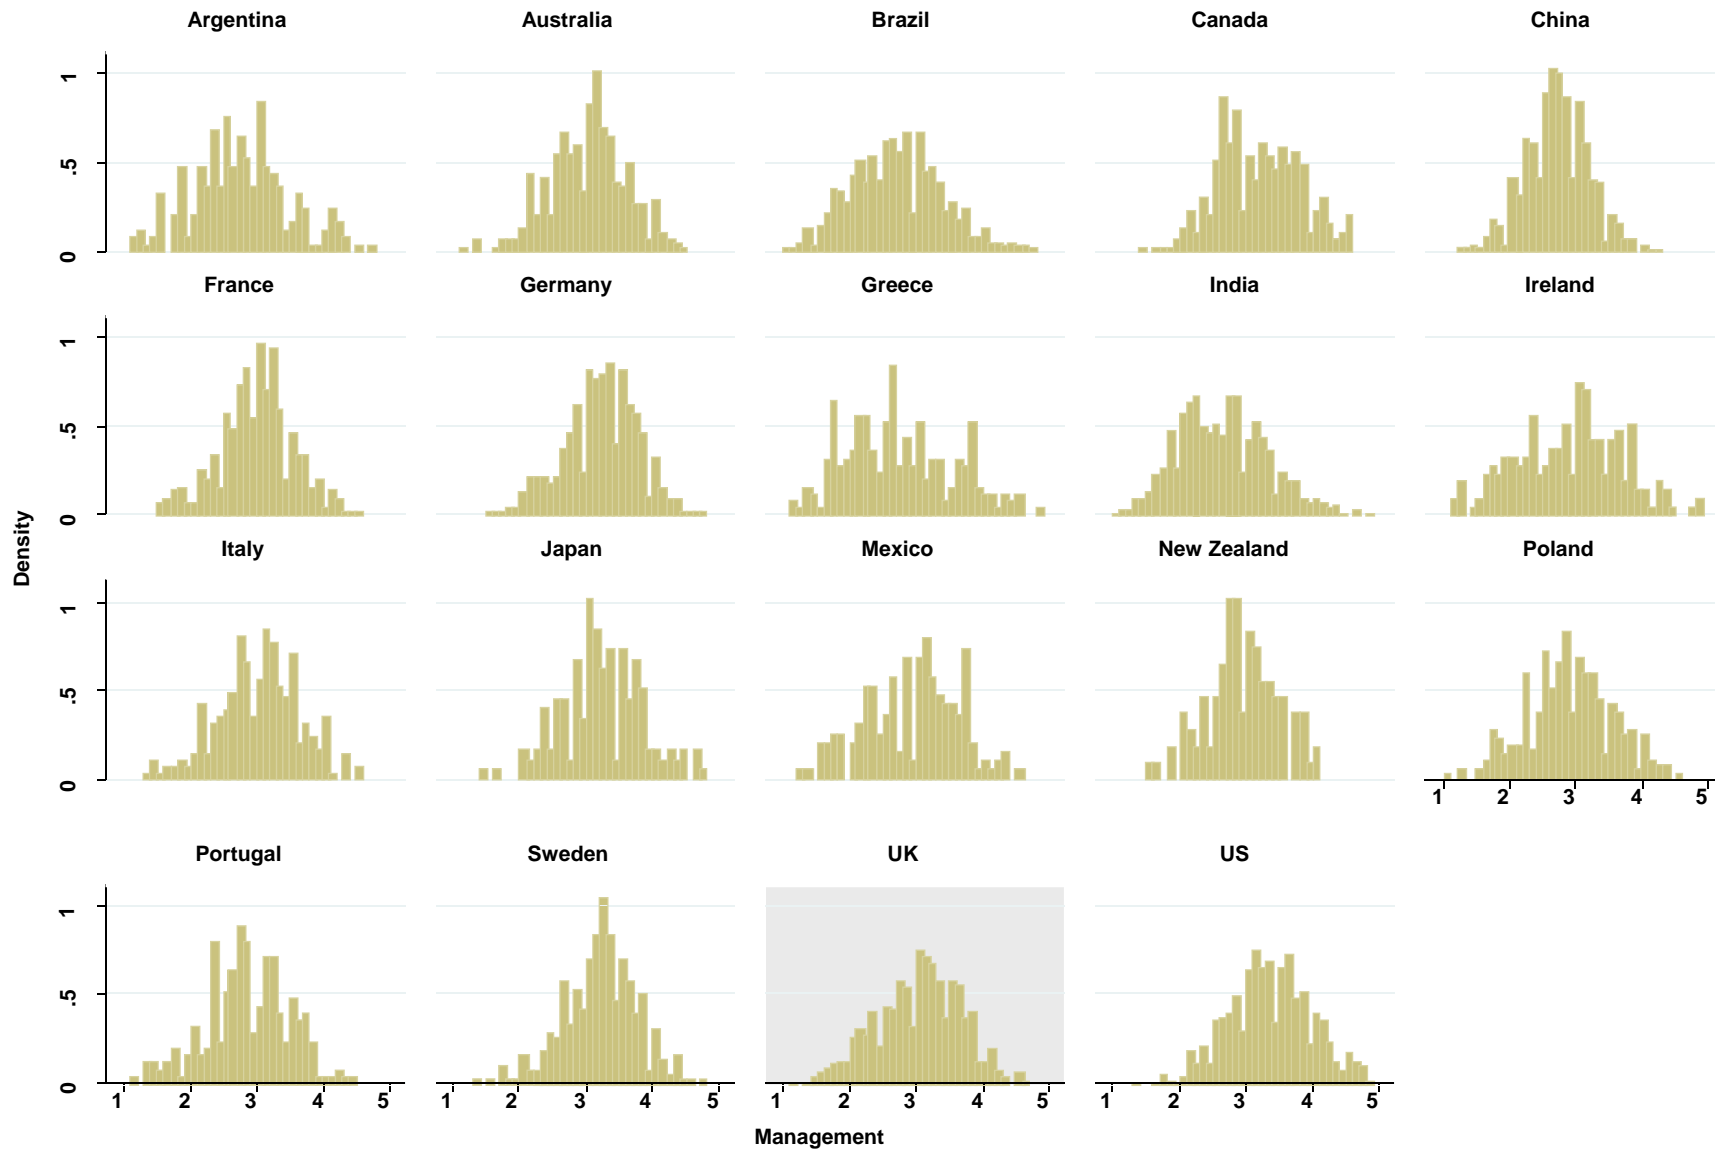 Argentina Australia Brazil Canada China
1
.5
0
France Germany Greece India Ireland
1
.5
0
Italy Japan Mexico New Zealand Poland
1
.5
0
1 2 3 4 5
Portugal Sweden UK US
1
.5
0
1 2 3 4 5 1 2 3 4 5 1 2 3 4 5 1 2 3 4 5
Density
Management